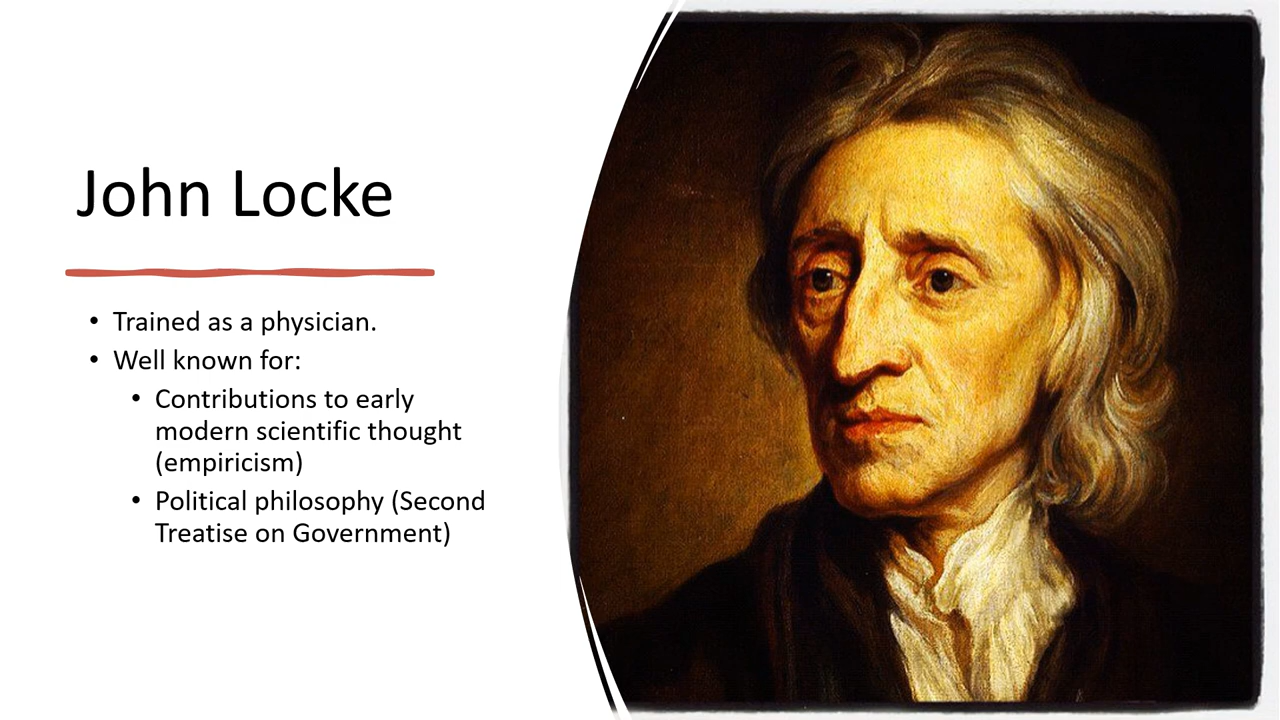 John Locke
• Trained as a physician.
• Well known for:
• Contributions to early
modern scientific thought
(empiricism)
• Political philosophy (Second
Treatise on Government)